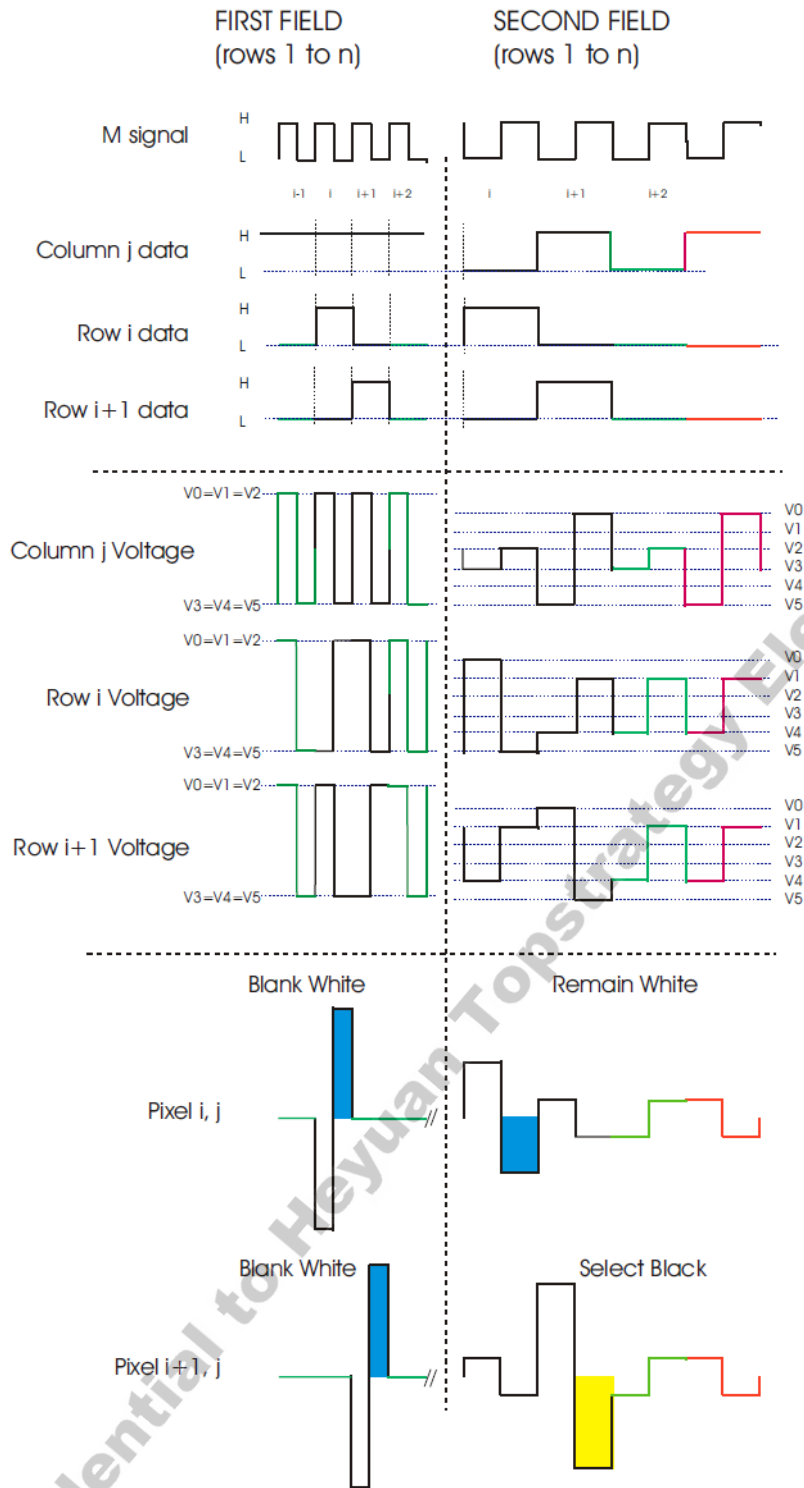 FIRST FIELD
(rows 1 to n)
SECOND FIELD
(rows 1 to n)
M signal
H
L
i-1 i i+1 i+2
i i+1 i+2
Column j data
H
L
Row i data
H
L
Row i+1 data
H
L
Column j Voltage
V0=V1=V2
V3=V4=V5
V0
V1
V2
V3
V4
V5
Row i Voltage
V0=V1=V2
V3=V4=V5
V0
V1
V2
V3
V4
V5
Row i+1 Voltage
V0=V1=V2
V3=V4=V5
V0
V1
V2
V3
V4
V5
Blank White
Remain White
Pixel i, j
//
Blank White
Select Black
Pixel i+1, j
//
to Heyuan Topstrategy